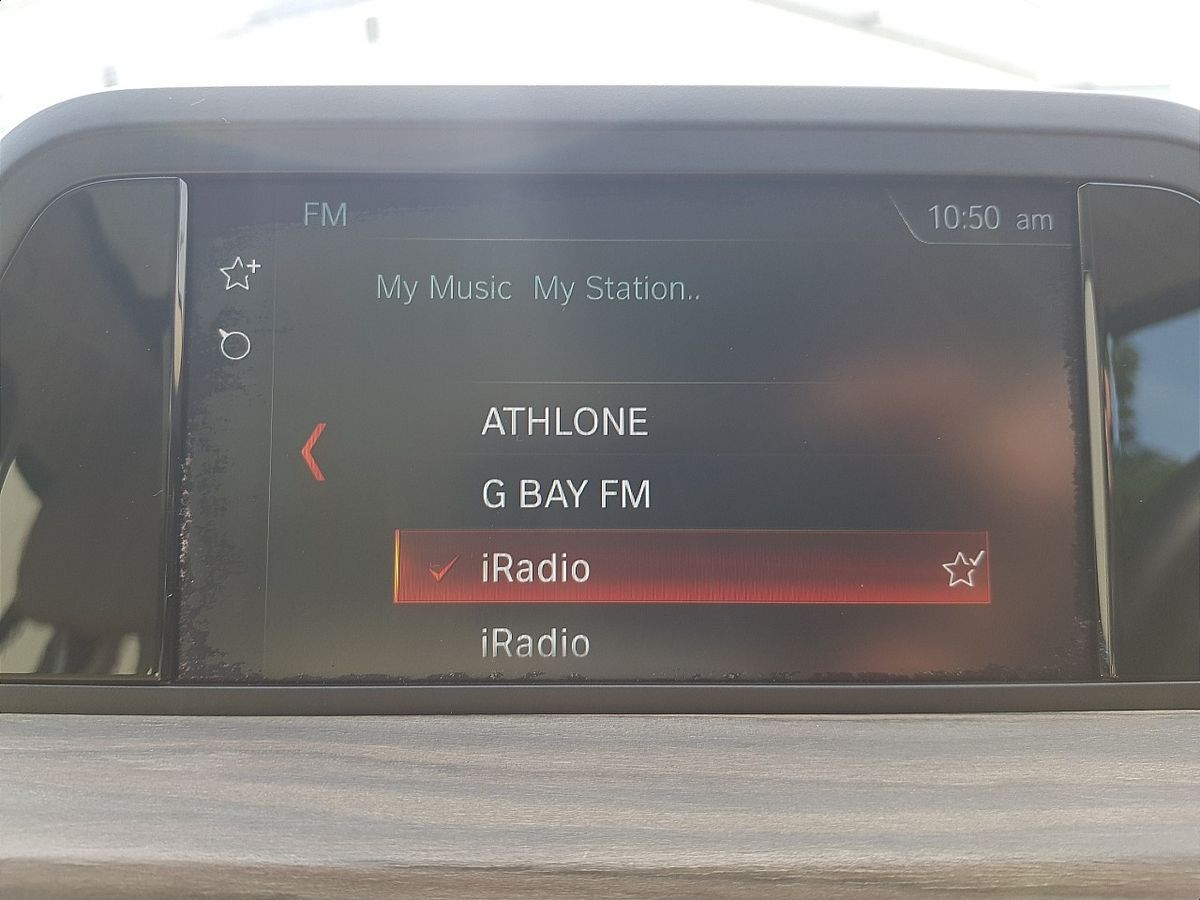 FM
10:50 am
My Music My Station..
ATHLONE
G BAY FM
iRadio
iRadio